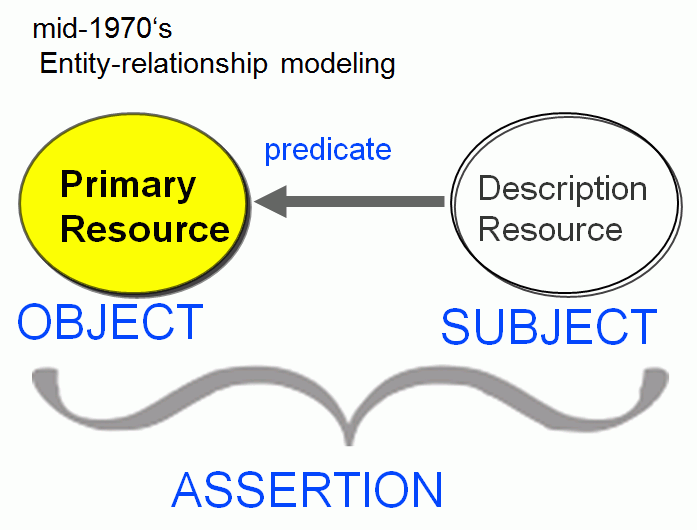 mid-1970‘s
Entity-relationship modeling
predicate
Primary
Resource
Description
Resource
OBJECT
SUBJECT
ASSERTION